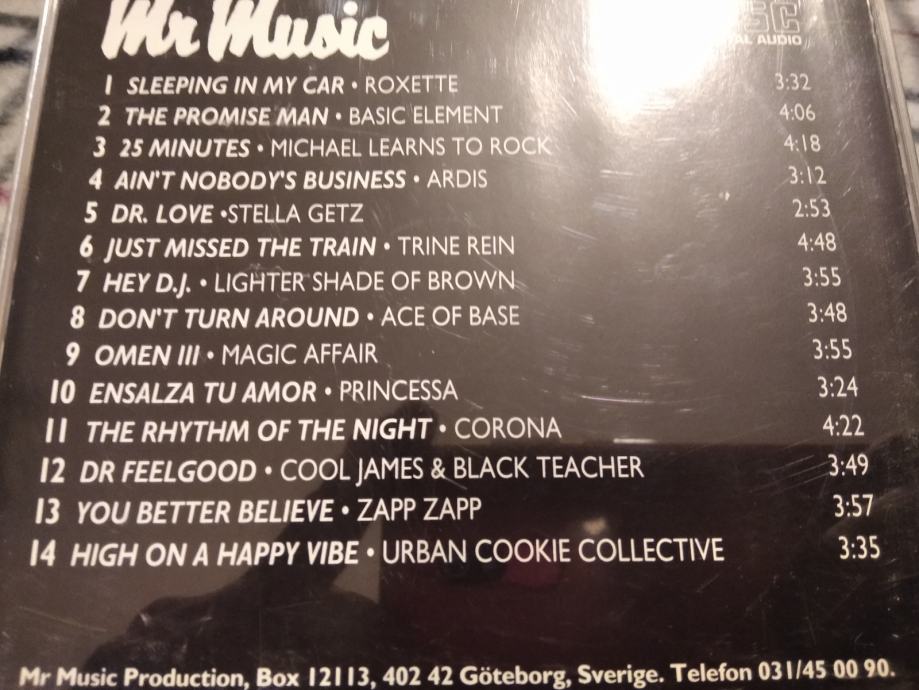 Mr Music
AL AUDIO
1 SLEEPING IN MY CAR • ROXETTE 3:32
2 THE PROMISE MAN • BASIC ELEMENT 4:06
3 25 MINUTES • MICHAEL LEARNS TO ROCK 4:18
4 AIN'T NOBODY'S BUSINESS • ARDIS 3:12
5 DR. LOVE •STELLA GETZ 2:53
6 JUST MISSED THE TRAIN • TRINE REIN 4:48
7 HEY D.J. • LIGHTER SHADE OF BROWN 3:55
8 DON'T TURN AROUND • ACE OF BASE 3:48
9 OMEN III • MAGIC AFFAIR 3:55
10 ENSALZA TU AMOR • PRINCESSA 3:24
11 THE RHYTHM OF THE NIGHT • CORONA 4:22
12 DR FEELGOOD • COOL JAMES & BLACK TEACHER 3:49
13 YOU BETTER BELIEVE • ZAPP ZAPP 3:57
14 HIGH ON A HAPPY VIBE • URBAN COOKIE COLLECTIVE 3:35
Mr Music Production, Box 12113, 402 42 Göteborg, Sverige. Telefon 031/45 00 90.